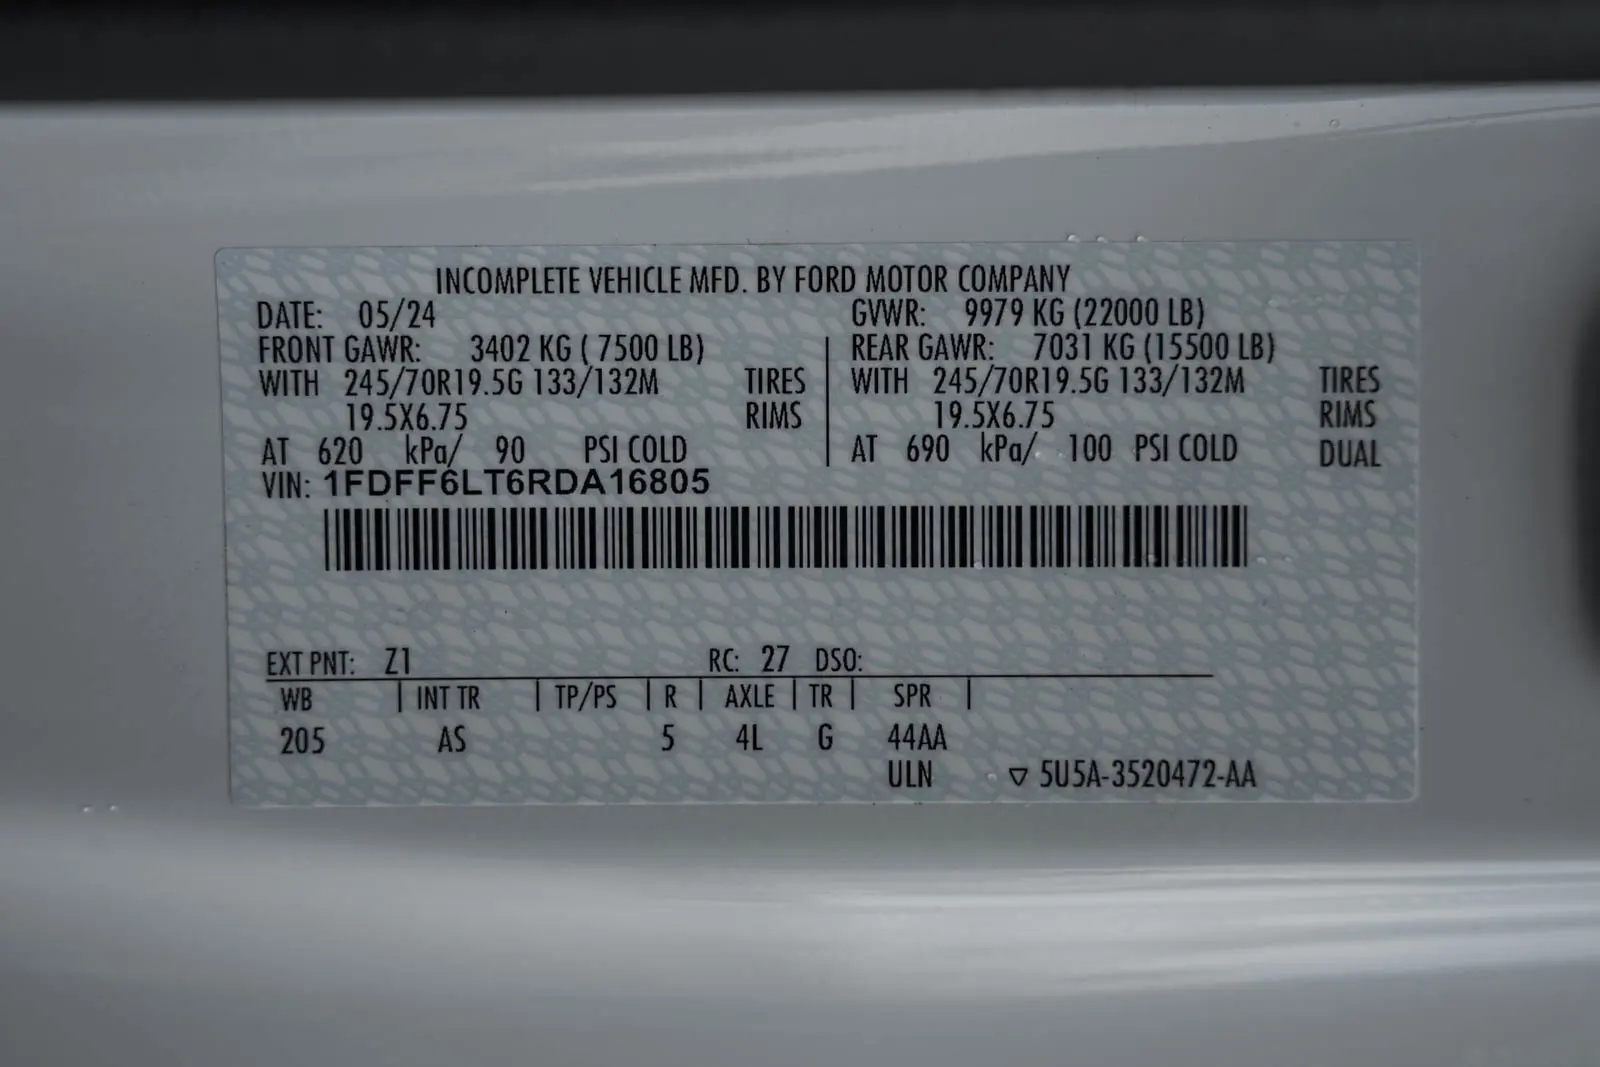 INCOMPLETE VEHICLE MFD. BY FORD MOTOR COMPANY
DATE: 05/24 GVWR: 9979 KG (22000 LB)
FRONT GAWR: 3402 KG ( 7500 LB) REAR GAWR: 7031 KG (15500 LB)
WITH 245/70R19.5G 133/132M TIRES WITH 245/70R19.5G 133/132M TIRES
19.5X6.75 RIMS 19.5X6.75 RIMS
AT 620 kPa/ 90 PSI COLD AT 690 kPa/ 100 PSI COLD DUAL
VIN: 1FDFF6LT6RDA16805
EXT PNT: Z1 RC: 27 DSO:
WB | INT TR | TP/PS | R | AXLE | TR | SPR |
205 AS 5 4L G 44AA
ULN ▽ 5U5A-3520472-AA